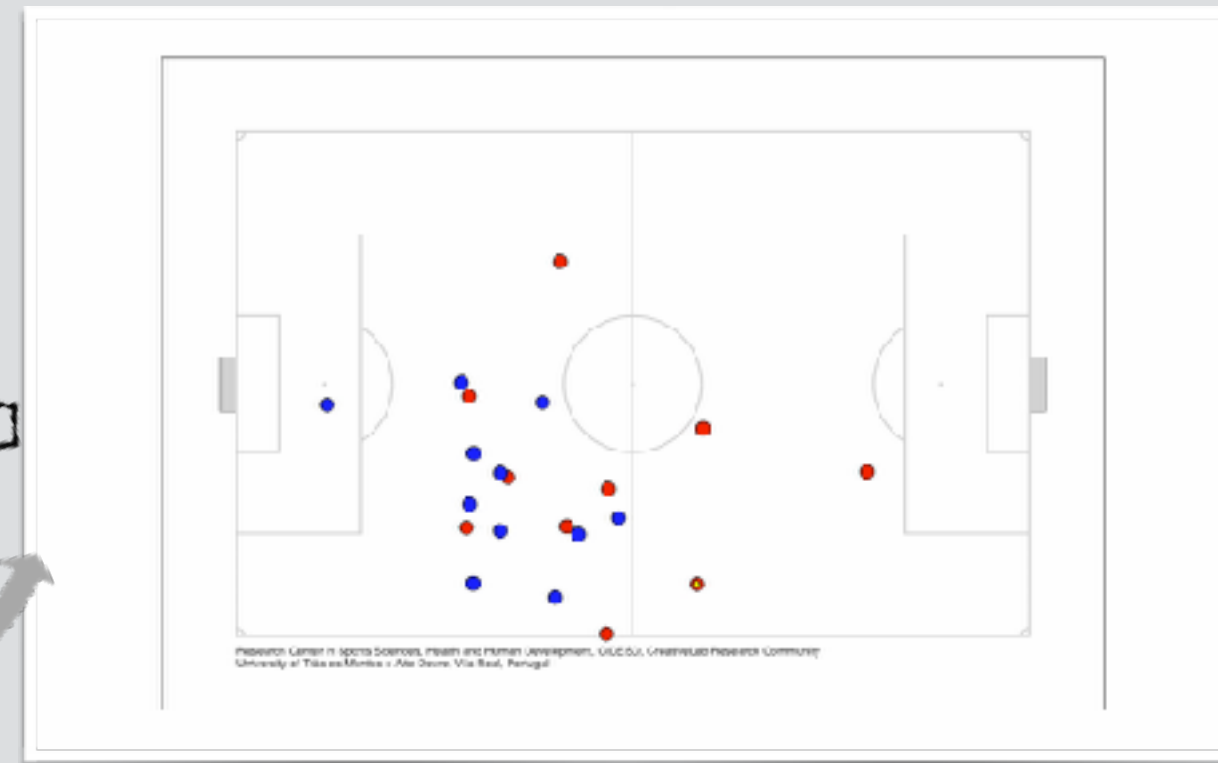 Research Center in Sports Sciences, Health and Human Development, CreativeLab Research Community
University of Trás-os-Montes e Alto Douro, Vila Real, Portugal